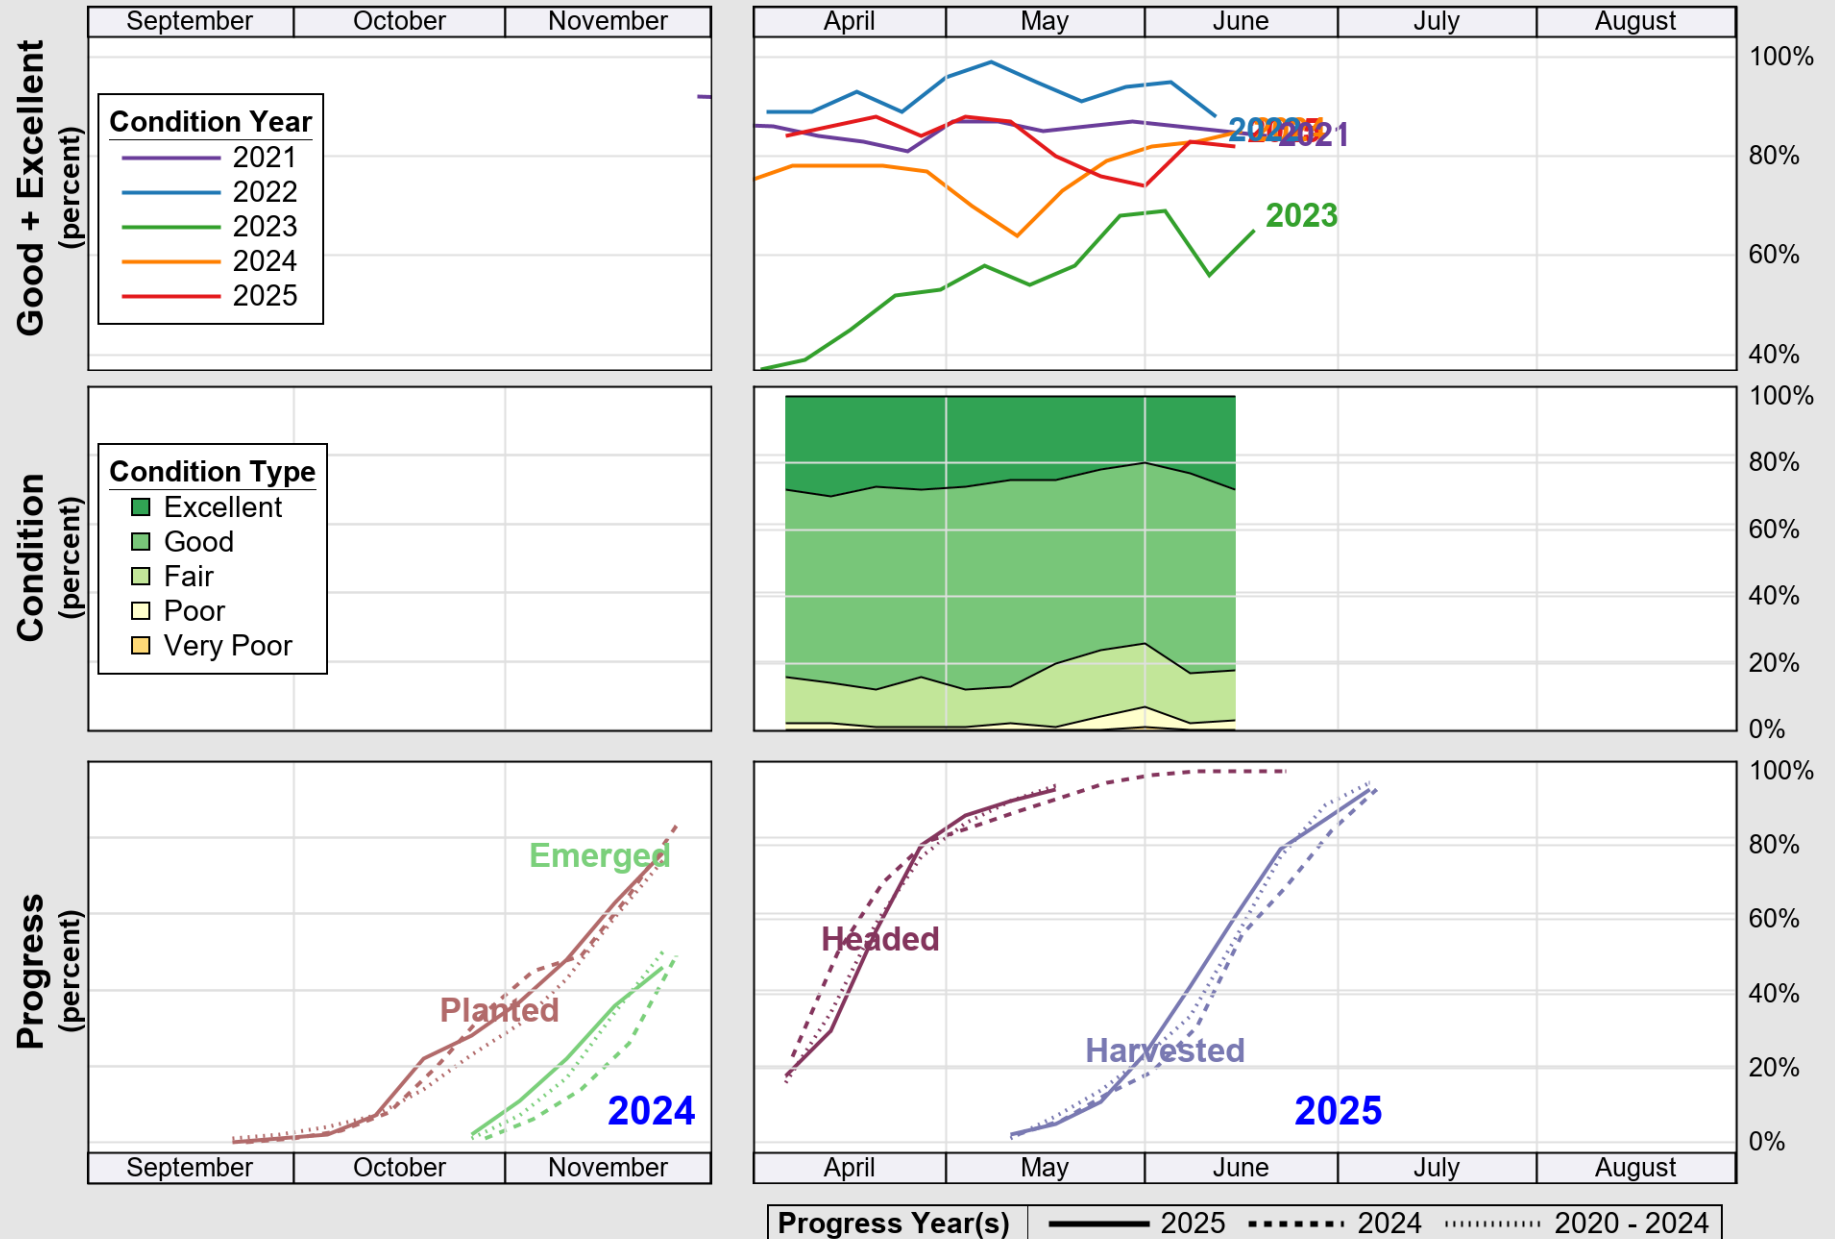 September October November April May June July August
Good + Excellent
(percent)
100%
80%
60%
40%
Condition Year
2021
2022
2023
2024
2025
2022
2021
2023
Condition
(percent)
100%
80%
60%
40%
20%
0%
Condition Type
Excellent
Good
Fair
Poor
Very Poor
Progress
(percent)
100%
80%
60%
40%
20%
0%
Emerged
Planted
2024
Headed
Harvested
2025
September October November April May June July August
Progress Year(s) 2025 2024 2020 - 2024